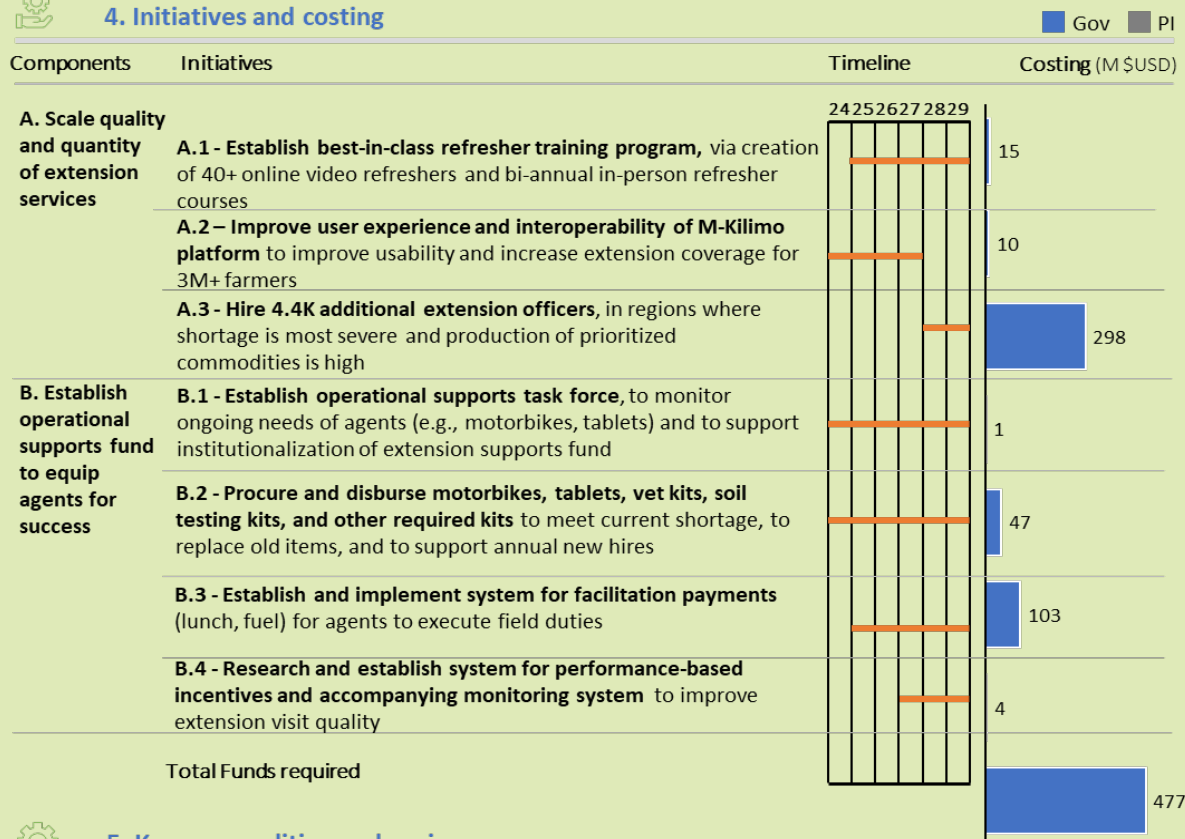 4. Initiatives and costing
Gov PI
Components Initiatives Timeline Costing (M $USD)
24 25 26 27 28 29
A. Scale quality
and quantity
of extension
services
A.1 - Establish best-in-class refresher training program, via creation
of 40+ online video refreshers and bi-annual in-person refresher
courses
15
A.2 – Improve user experience and interoperability of M-Kilimo
platform to improve usability and increase extension coverage for
3M+ farmers
10
A.3 - Hire 4.4K additional extension officers, in regions where
shortage is most severe and production of prioritized
commodities is high
298
B. Establish
operational
supports fund
to equip
agents for
success
B.1 - Establish operational supports task force, to monitor
ongoing needs of agents (e.g., motorbikes, tablets) and to support
institutionalization of extension supports fund
1
B.2 - Procure and disburse motorbikes, tablets, vet kits, soil
testing kits, and other required kits to meet current shortage, to
replace old items, and to support annual new hires
47
B.3 - Establish and implement system for facilitation payments
(lunch, fuel) for agents to execute field duties
103
B.4 - Research and establish system for performance-based
incentives and accompanying monitoring system to improve
extension visit quality
4
Total Funds required
477